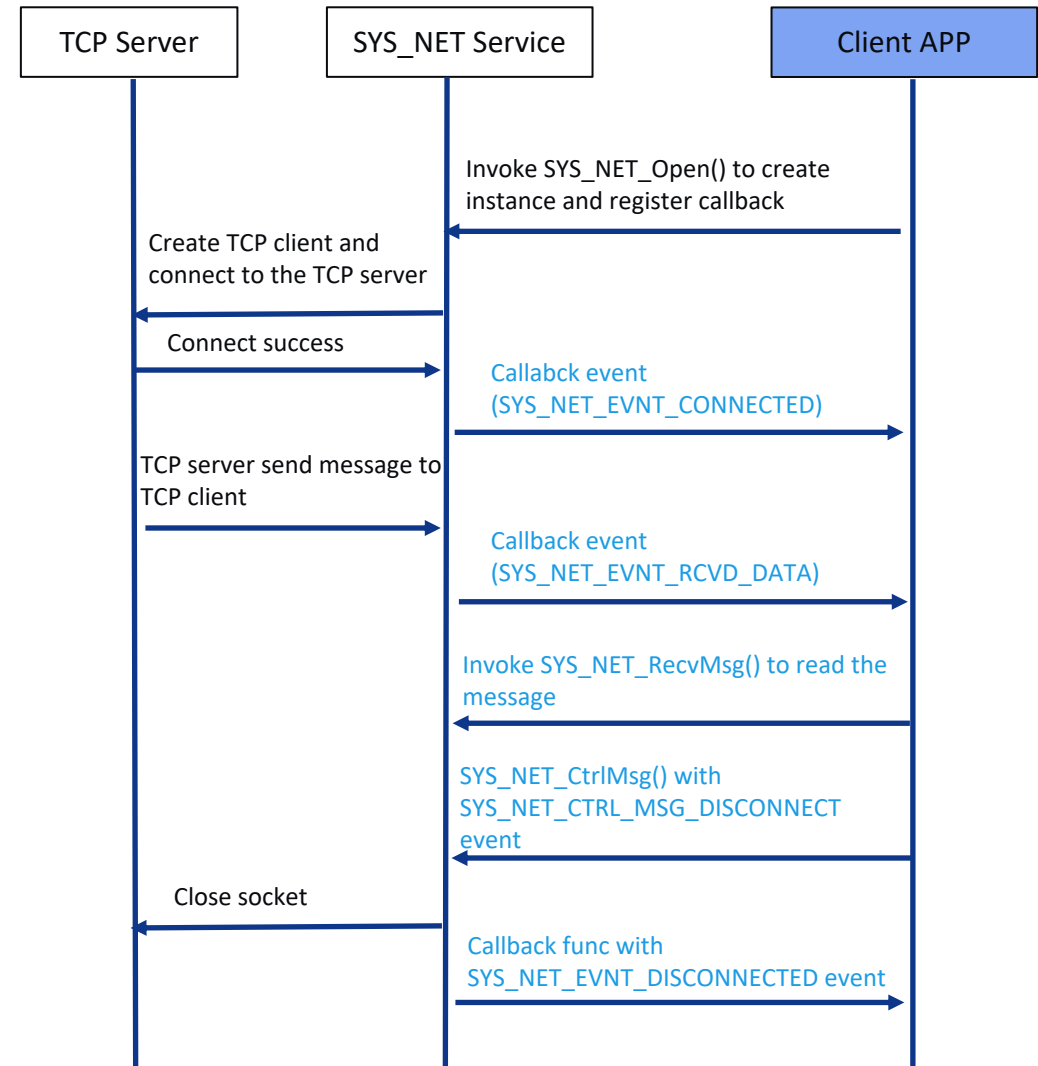 TCP Server
SYS_NET Service
Client APP
Invoke SYS_NET_Open() to create
instance and register callback
Create TCP client and
connect to the TCP server
Connect success
Callabck event
(SYS_NET_EVNT_CONNECTED)
TCP server send message to
TCP client
Callback event
(SYS_NET_EVNT_RCVD_DATA)
Invoke SYS_NET_RecvMsg() to read the
message
SYS_NET_CtrlMsg() with
SYS_NET_CTRL_MSG_DISCONNECT
event
Close socket
Callback func with
SYS_NET_EVNT_DISCONNECTED event